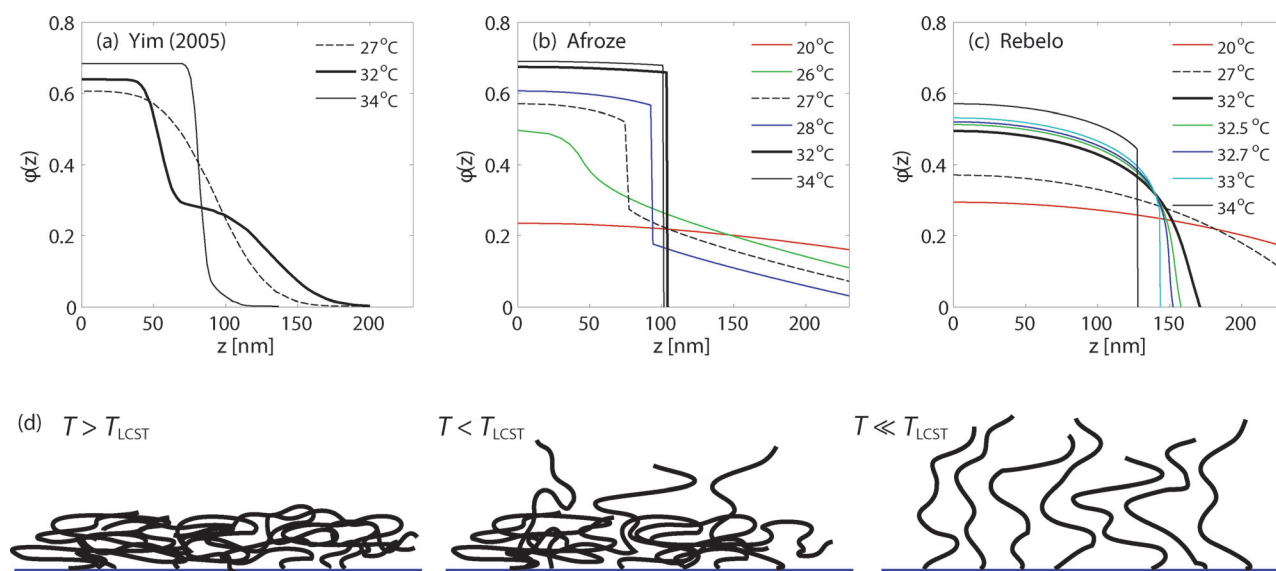 (a) Yim (2005)
27°C
32°C
34°C
0.8
0.6
0.4
0.2
0
φ(z)
0 50 100 150 200
z [nm]
(b) Afroze
20°C
26°C
27°C
28°C
32°C
34°C
0.8
0.6
0.4
0.2
0
φ(z)
0 50 100 150 200
z [nm]
(c) Rebelo
20°C
27°C
32°C
32.5°C
32.7°C
33°C
34°C
0.8
0.6
0.4
0.2
0
φ(z)
0 50 100 150 200
z [nm]
(d) T > T_LCST
T < T_LCST
T ≪ T_LCST